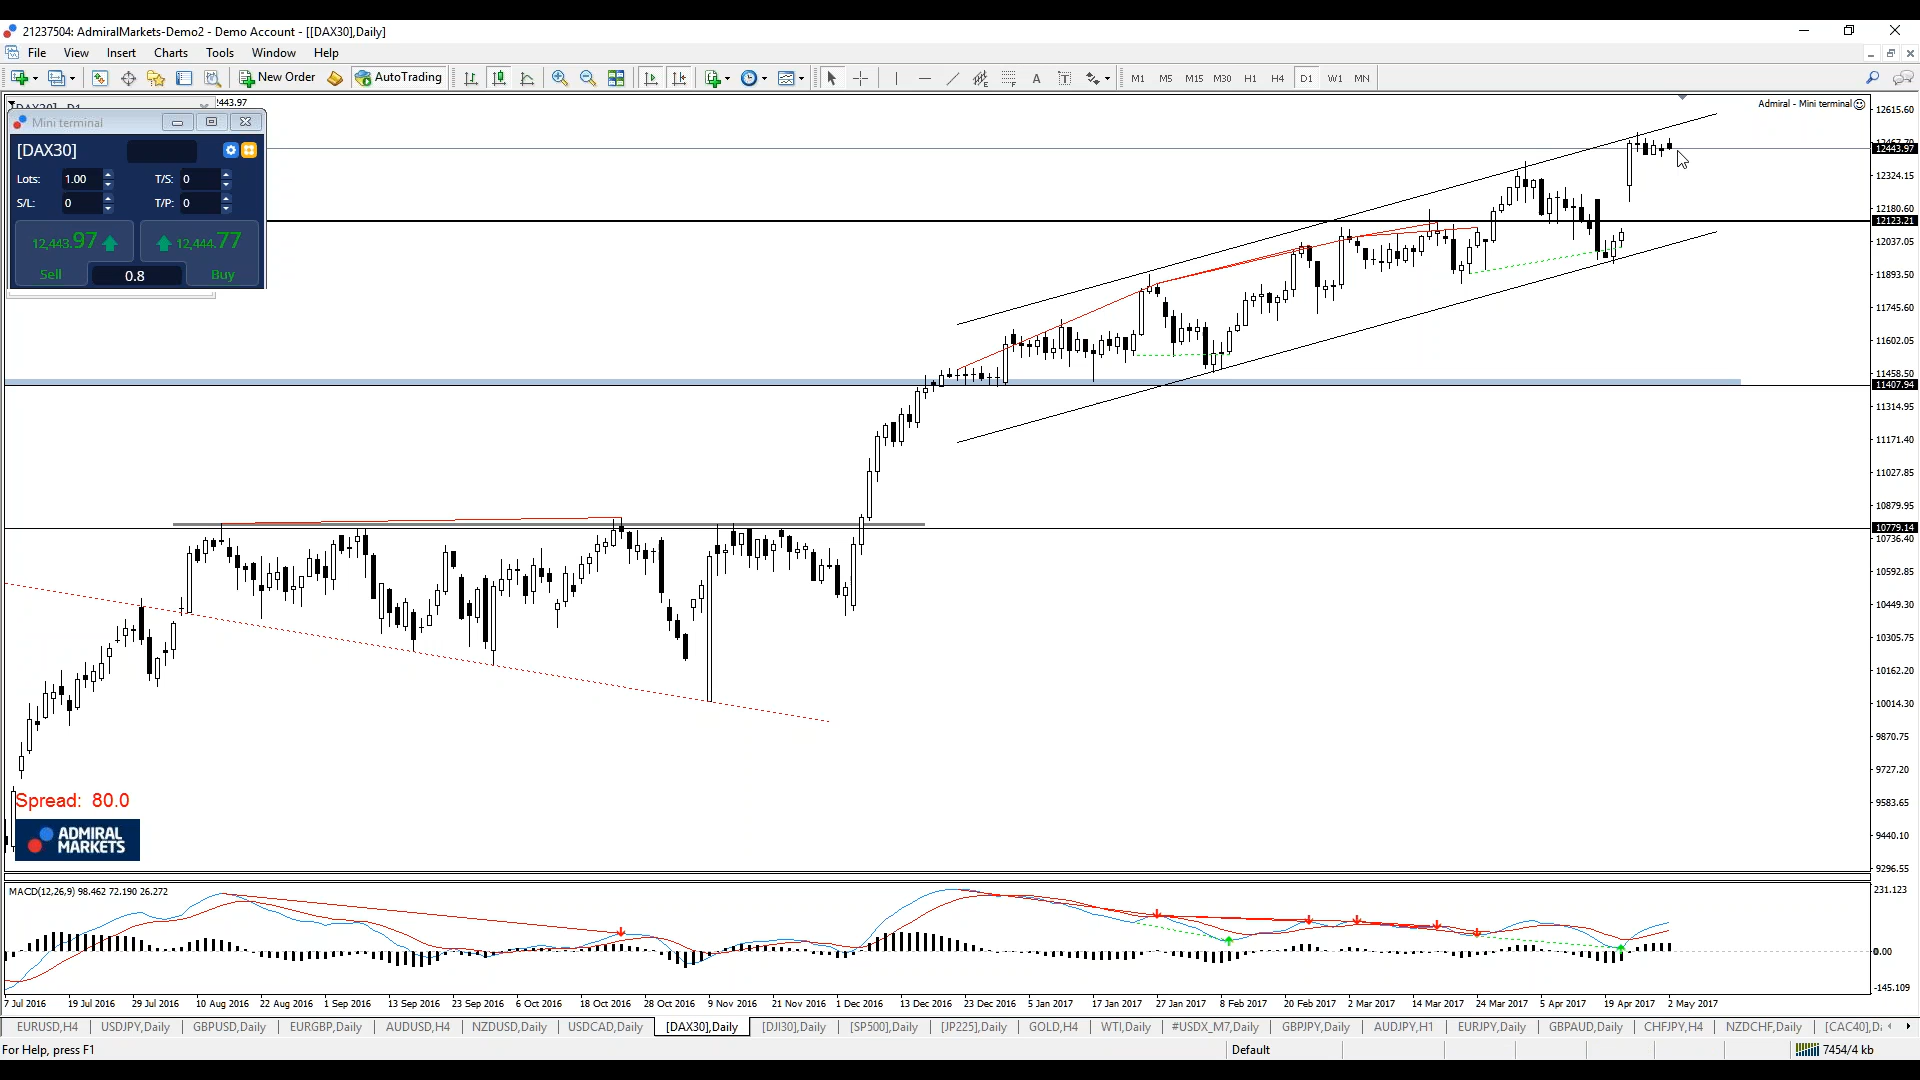 21237504: AdmiralMarkets-Demo2 - Demo Account - [[DAX30],Daily]
File View Insert Charts Tools Window Help
New Order AutoTrading A T M1 M5 M15 M30 H1 H4 D1 W1 MN
443.97
Mini terminal
Admiral - Mini terminal
[DAX30]
Lots: 1.00 T/S: 0
S/L: 0 T/P: 0
12,443.97 12,444.77
Sell 0.8 Buy
12615.60
12443.97
12324.15
12180.60
12123.21
12037.05
11893.50
11745.60
11602.05
11458.50
11407.94
11314.95
11171.40
11027.85
10879.95
10779.14
10736.40
10592.85
10449.30
10305.75
10162.20
10014.30
9870.75
9727.20
9583.65
9440.10
9296.55
Spread: 80.0
ADMIRAL
MARKETS
MACD(12,26,9) 98.462 72.190 26.272
231.123
0.00
-145.109
7 Jul 2016 19 Jul 2016 29 Jul 2016 10 Aug 2016 22 Aug 2016 1 Sep 2016 13 Sep 2016 23 Sep 2016 6 Oct 2016 18 Oct 2016 28 Oct 2016 9 Nov 2016 21 Nov 2016 1 Dec 2016 13 Dec 2016 23 Dec 2016 5 Jan 2017 17 Jan 2017 27 Jan 2017 8 Feb 2017 20 Feb 2017 2 Mar 2017 14 Mar 2017 24 Mar 2017 5 Apr 2017 19 Apr 2017 2 May 2017
EURUSD,H4 USDJPY,Daily GBPUSD,Daily EURGBP,Daily AUDUSD,H4 NZDUSD,Daily USDCAD,Daily [DAX30],Daily [DJI30],Daily [SP500],Daily [JP225],Daily GOLD,H4 WTI,Daily #USDX_M7,Daily GBPJPY,Daily AUDJPY,H1 EURJPY,Daily GBPAUD,Daily CHFJPY,H4 NZDCHF,Daily [CAC40],D
For Help, press F1 Default 7454/4 kb